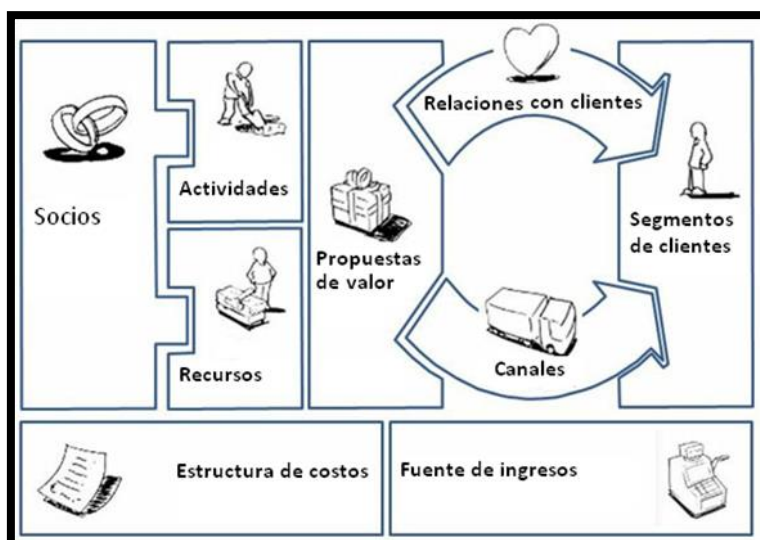 Socios
Actividades
Recursos
Propuestas
de valor
Relaciones con clientes
Canales
Segmentos
de clientes
Estructura de costos
Fuente de ingresos